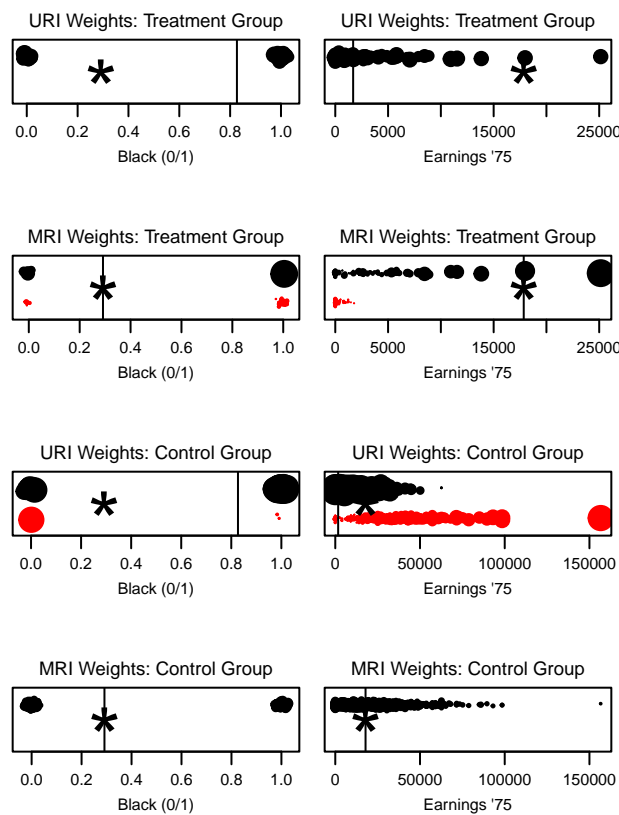 URI Weights: Treatment Group
0.0 0.2 0.4 0.6 0.8 1.0
Black (0/1)
URI Weights: Treatment Group
0 5000 15000 25000
Earnings '75
MRI Weights: Treatment Group
*
0.0 0.2 0.4 0.6 0.8 1.0
Black (0/1)
MRI Weights: Treatment Group
*
0 5000 15000 25000
Earnings '75
URI Weights: Control Group
*
0.0 0.2 0.4 0.6 0.8 1.0
Black (0/1)
URI Weights: Control Group
*
0 50000 100000 150000
Earnings '75
MRI Weights: Control Group
*
0.0 0.2 0.4 0.6 0.8 1.0
Black (0/1)
MRI Weights: Control Group
*
0 50000 100000 150000
Earnings '75